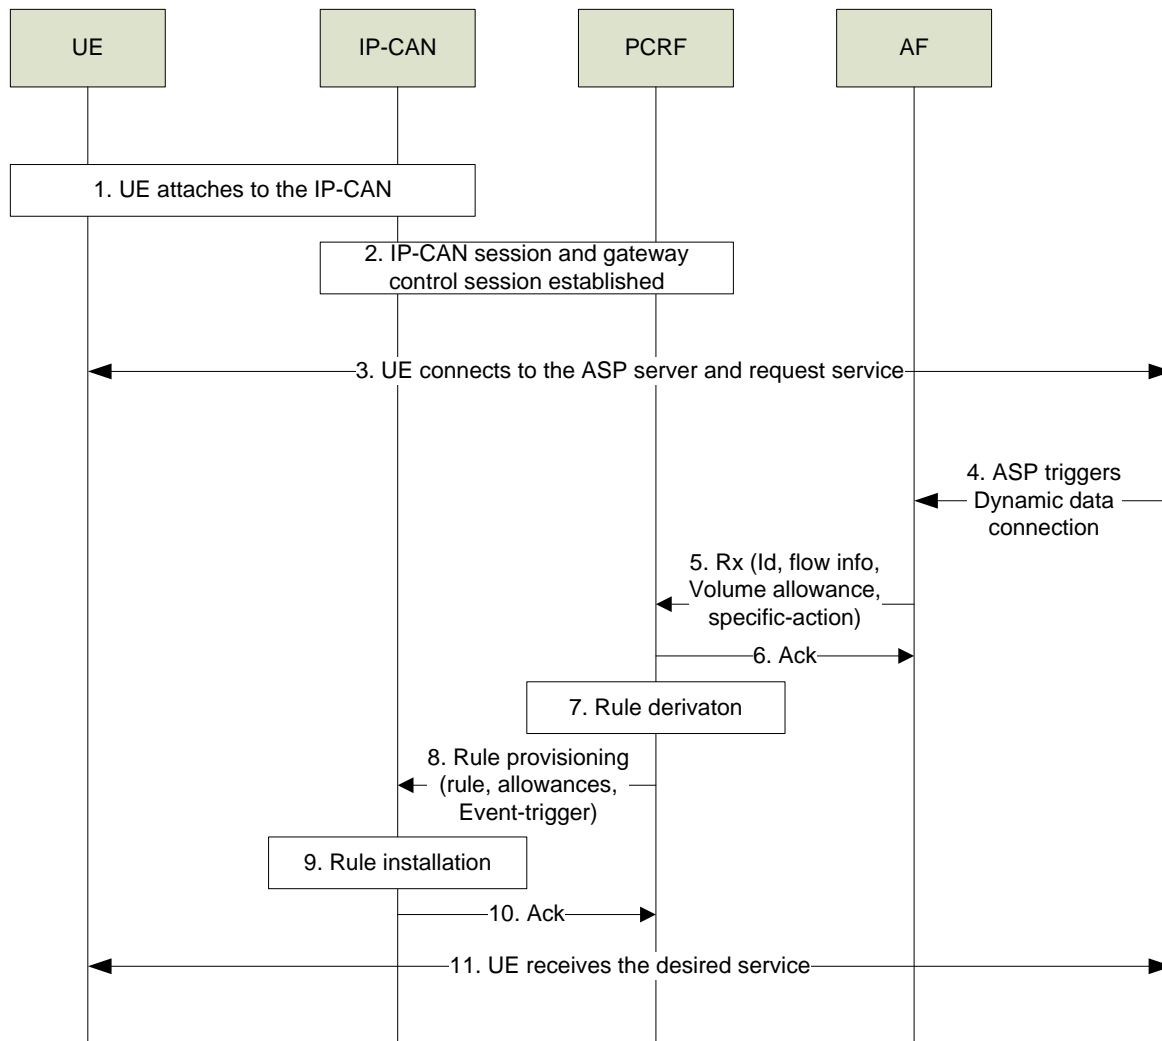 UE
IP-CAN
PCRF
AF
1. UE attaches to the IP-CAN
2. IP-CAN session and gateway
control session established
3. UE connects to the ASP server and request service
4. ASP triggers
Dynamic data
connection
5. Rx (Id, flow info,
Volume allowance,
specific-action)
6. Ack
7. Rule derivaton
8. Rule provisioning
(rule, allowances,
Event-trigger)
9. Rule installation
10. Ack
11. UE receives the desired service